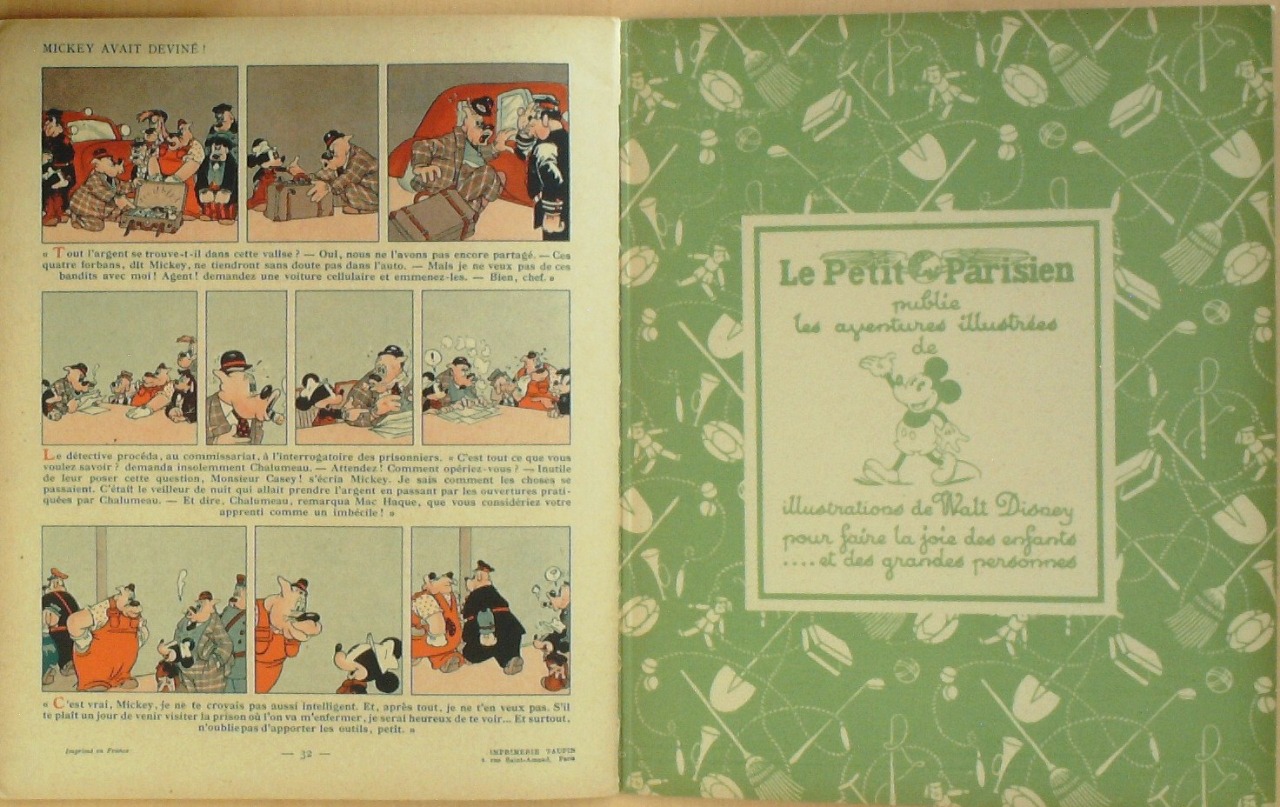 MICKEY AVAIT DEVINÉ !
« Tout l'argent se trouve-t-il dans cette valise ? — Oui, nous ne l'avons pas encore partagé. — Ces
quatre forbans, dit Mickey, ne tiendront sans doute pas dans l'auto. — Mais je ne veux pas de ces
bandits avec moi ! Agent ! demandez une voiture cellulaire et emmenez-les. — Bien, chef. »
Le détective procéda, au commissariat, à l'interrogatoire des prisonniers. « C'est tout ce que vous
voulez savoir ? demanda insolemment Chalumeau. — Attendez ! Comment opériez-vous ? — Inutile
de leur poser cette question, Monsieur Casey ! s'écria Mickey. Je sais comment les choses se
passaient. C'était le veilleur de nuit qui allait prendre l'argent en passant par les ouvertures prati-
quées par Chalumeau. — Et dire, Chalumeau, remarqua Mac Haque, que vous considériez votre
apprenti comme un imbécile ! »
« C'est vrai, Mickey, je ne te croyais pas aussi intelligent. Et, après tout, je ne t'en veux pas. S'il
te plaît un jour de venir visiter la prison où l'on va m'enfermer, je serai heureux de te voir... Et surtout,
n'oublie pas d'apporter les outils, petit. »
Imprimé en France
— 32 —
IMPRIMERIE TAUPIN
4, rue Saint-Amand, Paris
Le Petit Parisien
publie
les aventures illustrées
de
illustrations de Walt Disney
pour faire la joie des enfants
.... et des grandes personnes